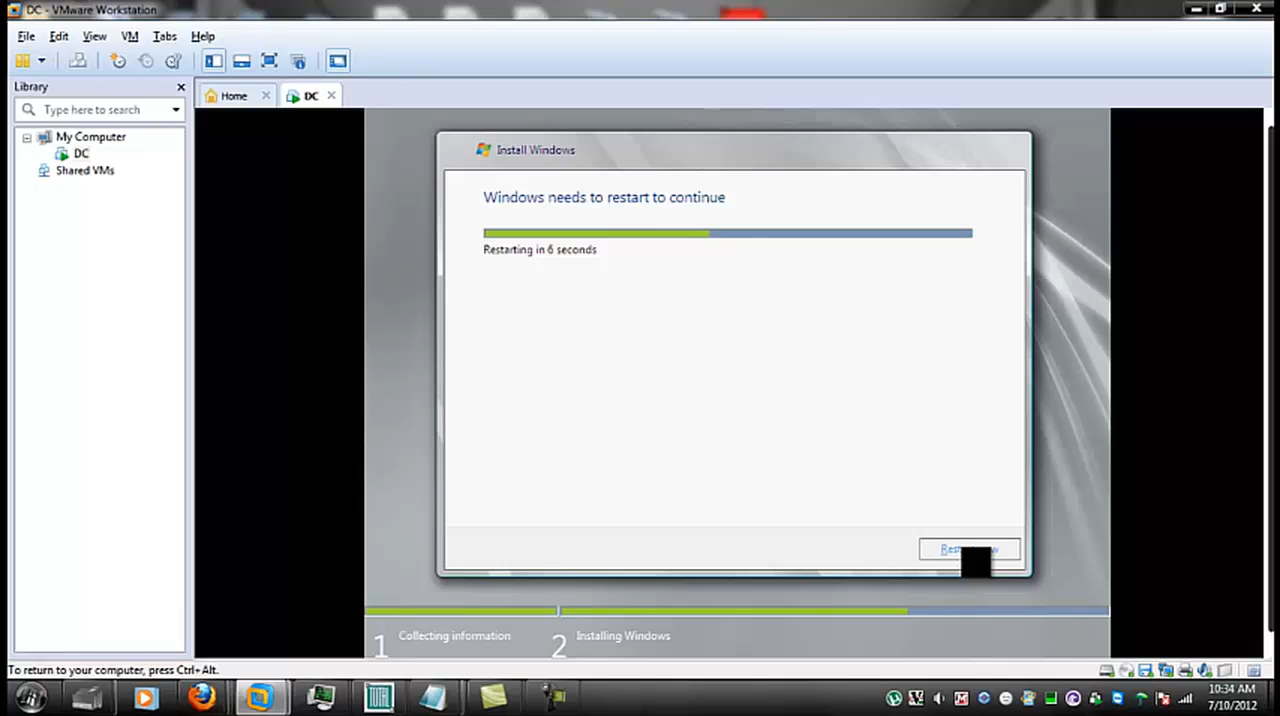 DC - VMware Workstation
File Edit View VM Tabs Help
Library
Type here to search
My Computer
DC
Shared VMs
Home
DC
Install Windows
Windows needs to restart to continue
Restarting in 6 seconds
1 Collecting information
2 Installing Windows
To return to your computer, press Ctrl+Alt.
TOTAL
10:34 AM
7/10/2012